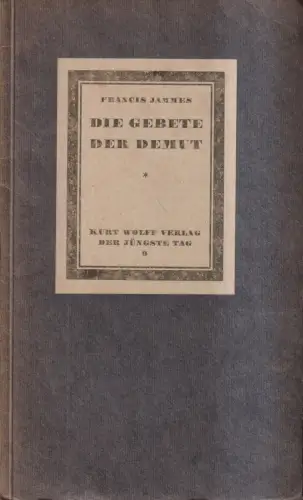 FRANCIS JAMMES
DIE GEBETE
DER DEMUT
*
KURT WOLFF VERLAG
DER JÜNGSTE TAG
9